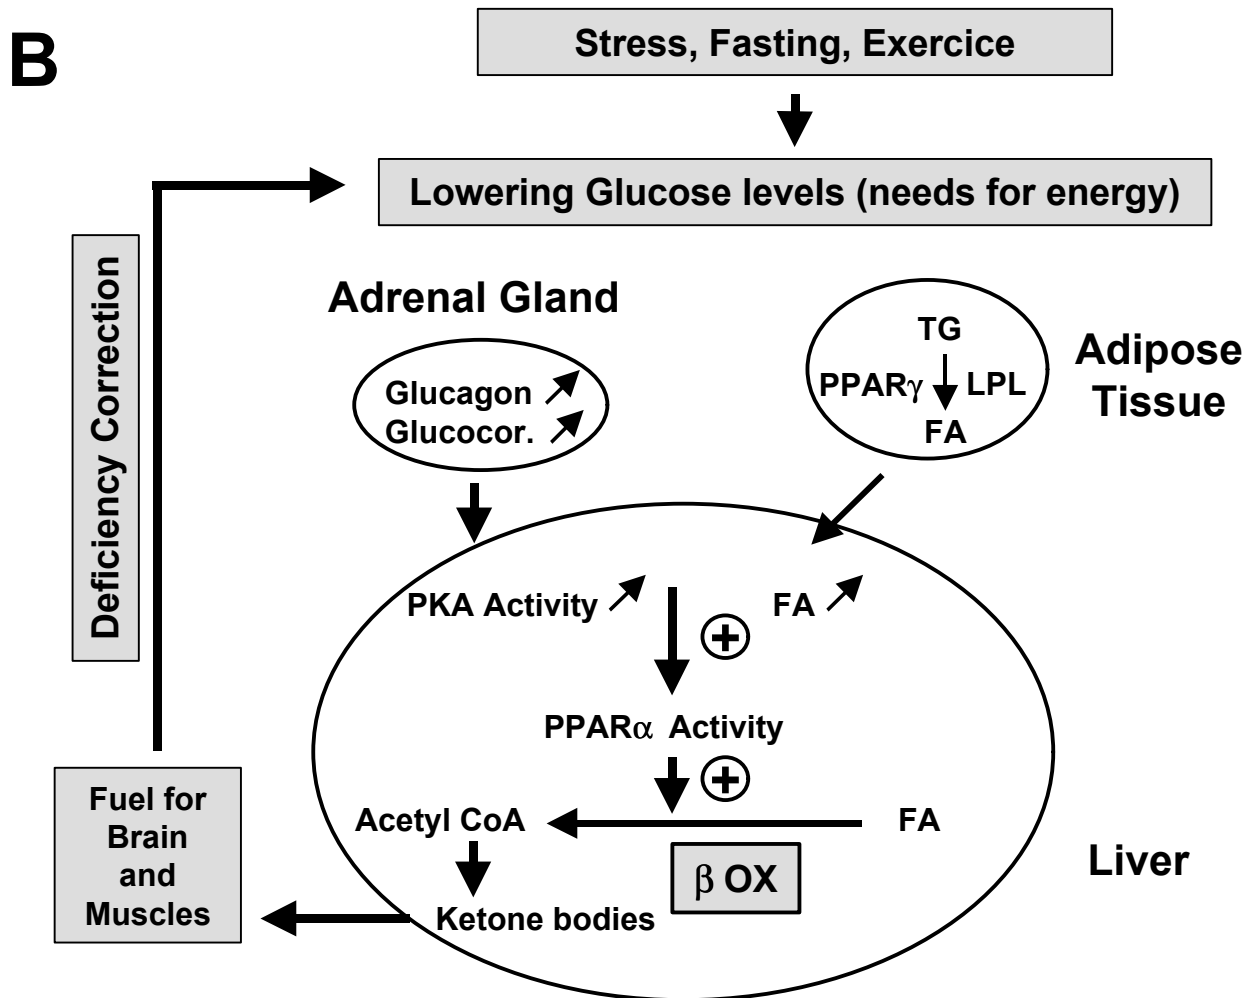 B
Stress, Fasting, Exercice
Lowering Glucose levels (needs for energy)
Deficiency Correction
Adrenal Gland
Glucagon
Glucocor.
TG
PPARγ LPL
FA
Adipose
Tissue
PKA Activity
FA
+
PPARα Activity
+
Acetyl CoA
FA
β OX
Ketone bodies
Liver
Fuel for
Brain
and
Muscles